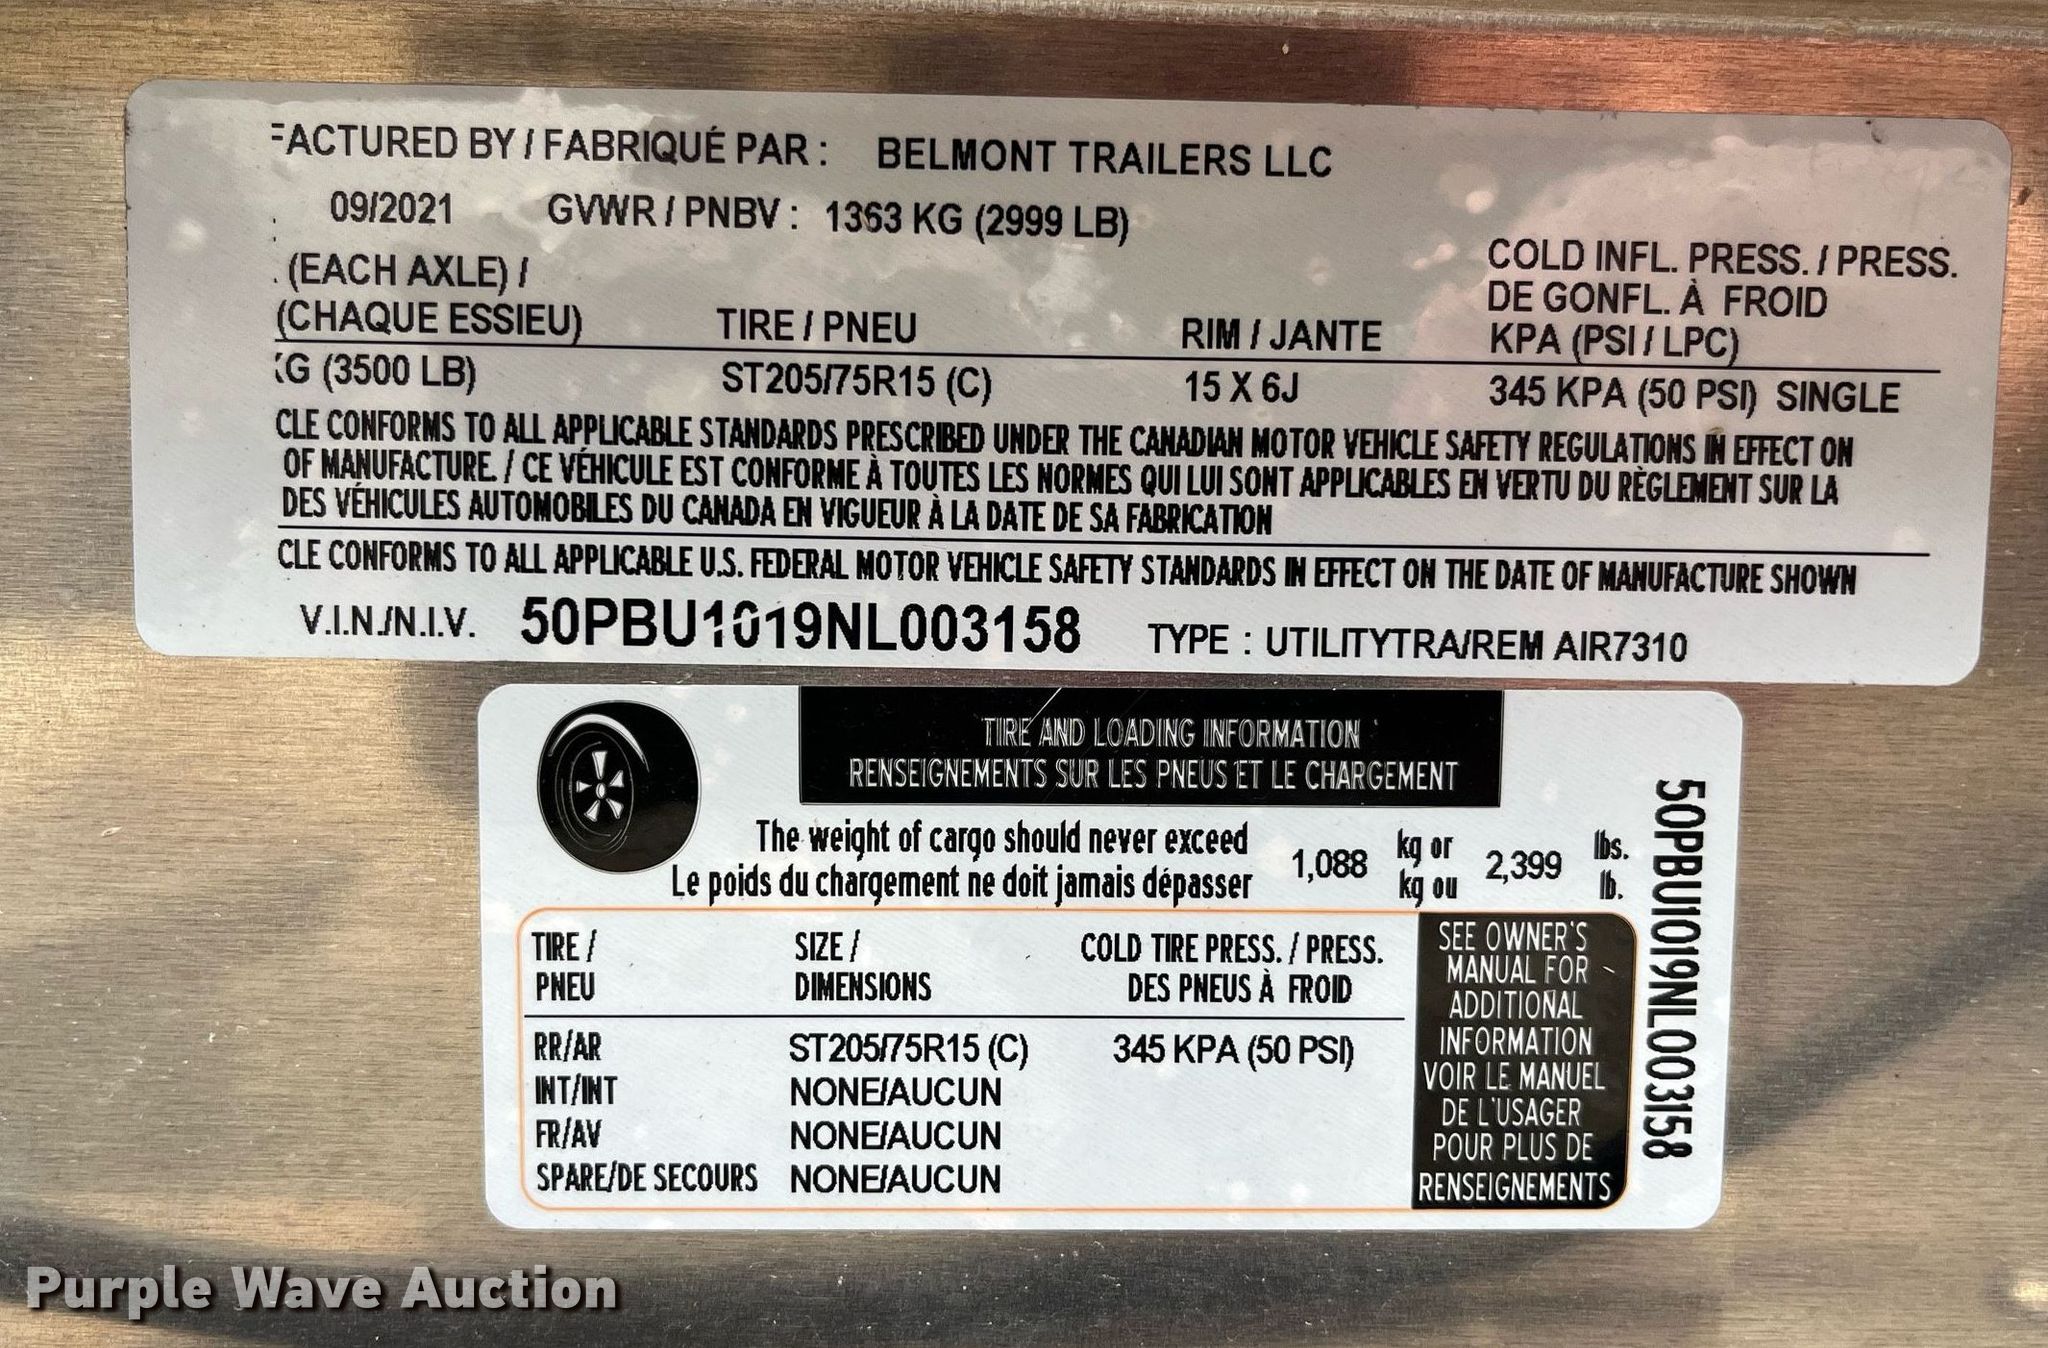 FACTURED BY / FABRIQUÉ PAR : BELMONT TRAILERS LLC
09/2021 GVWR / PNBV : 1363 KG (2999 LB)
(EACH AXLE) /
(CHAQUE ESSIEU) TIRE / PNEU RIM / JANTE COLD INFL. PRESS. / PRESS.
DE GONFL. À FROID
KPA (PSI / LPC)
KG (3500 LB) ST205/75R15 (C) 15 X 6J 345 KPA (50 PSI) SINGLE
CLE CONFORMS TO ALL APPLICABLE STANDARDS PRESCRIBED UNDER THE CANADIAN MOTOR VEHICLE SAFETY REGULATIONS IN EFFECT ON
OF MANUFACTURE. / CE VÉHICULE EST CONFORME À TOUTES LES NORMES QUI LUI SONT APPLICABLES EN VERTU DU RÈGLEMENT SUR LA
DES VÉHICULES AUTOMOBILES DU CANADA EN VIGUEUR À LA DATE DE SA FABRICATION
CLE CONFORMS TO ALL APPLICABLE U.S. FEDERAL MOTOR VEHICLE SAFETY STANDARDS IN EFFECT ON THE DATE OF MANUFACTURE SHOWN
V.I.N./N.I.V. 50PBU1019NL003158 TYPE : UTILITYTRA/REM AIR7310
TIRE AND LOADING INFORMATION
RENSEIGNEMENTS SUR LES PNEUS ET LE CHARGEMENT
The weight of cargo should never exceed 1,088 kg or 2,399 lbs.
Le poids du chargement ne doit jamais dépasser kg ou lb.
TIRE / SIZE / COLD TIRE PRESS. / PRESS.
PNEU DIMENSIONS DES PNEUS À FROID
RR/AR ST205/75R15 (C) 345 KPA (50 PSI)
INT/INT NONE/AUCUN
FR/AV NONE/AUCUN
SPARE/DE SECOURS NONE/AUCUN
SEE OWNER'S
MANUAL FOR
ADDITIONAL
INFORMATION
VOIR LE MANUEL
DE L'USAGER
POUR PLUS DE
RENSEIGNEMENTS
50PBU1019NL003158
Purple Wave Auction